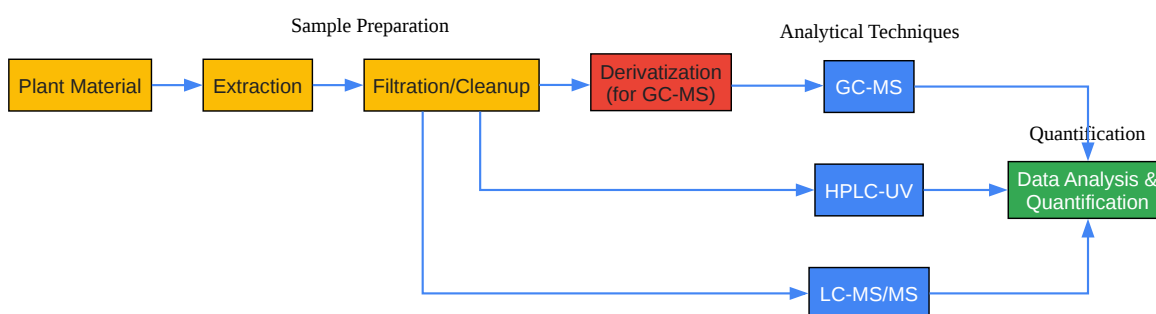 Sample Preparation
Analytical Techniques
Plant Material
Extraction
Filtration/Cleanup
Derivatization
(for GC-MS)
GC-MS
Quantification
HPLC-UV
Data Analysis &
Quantification
LC-MS/MS